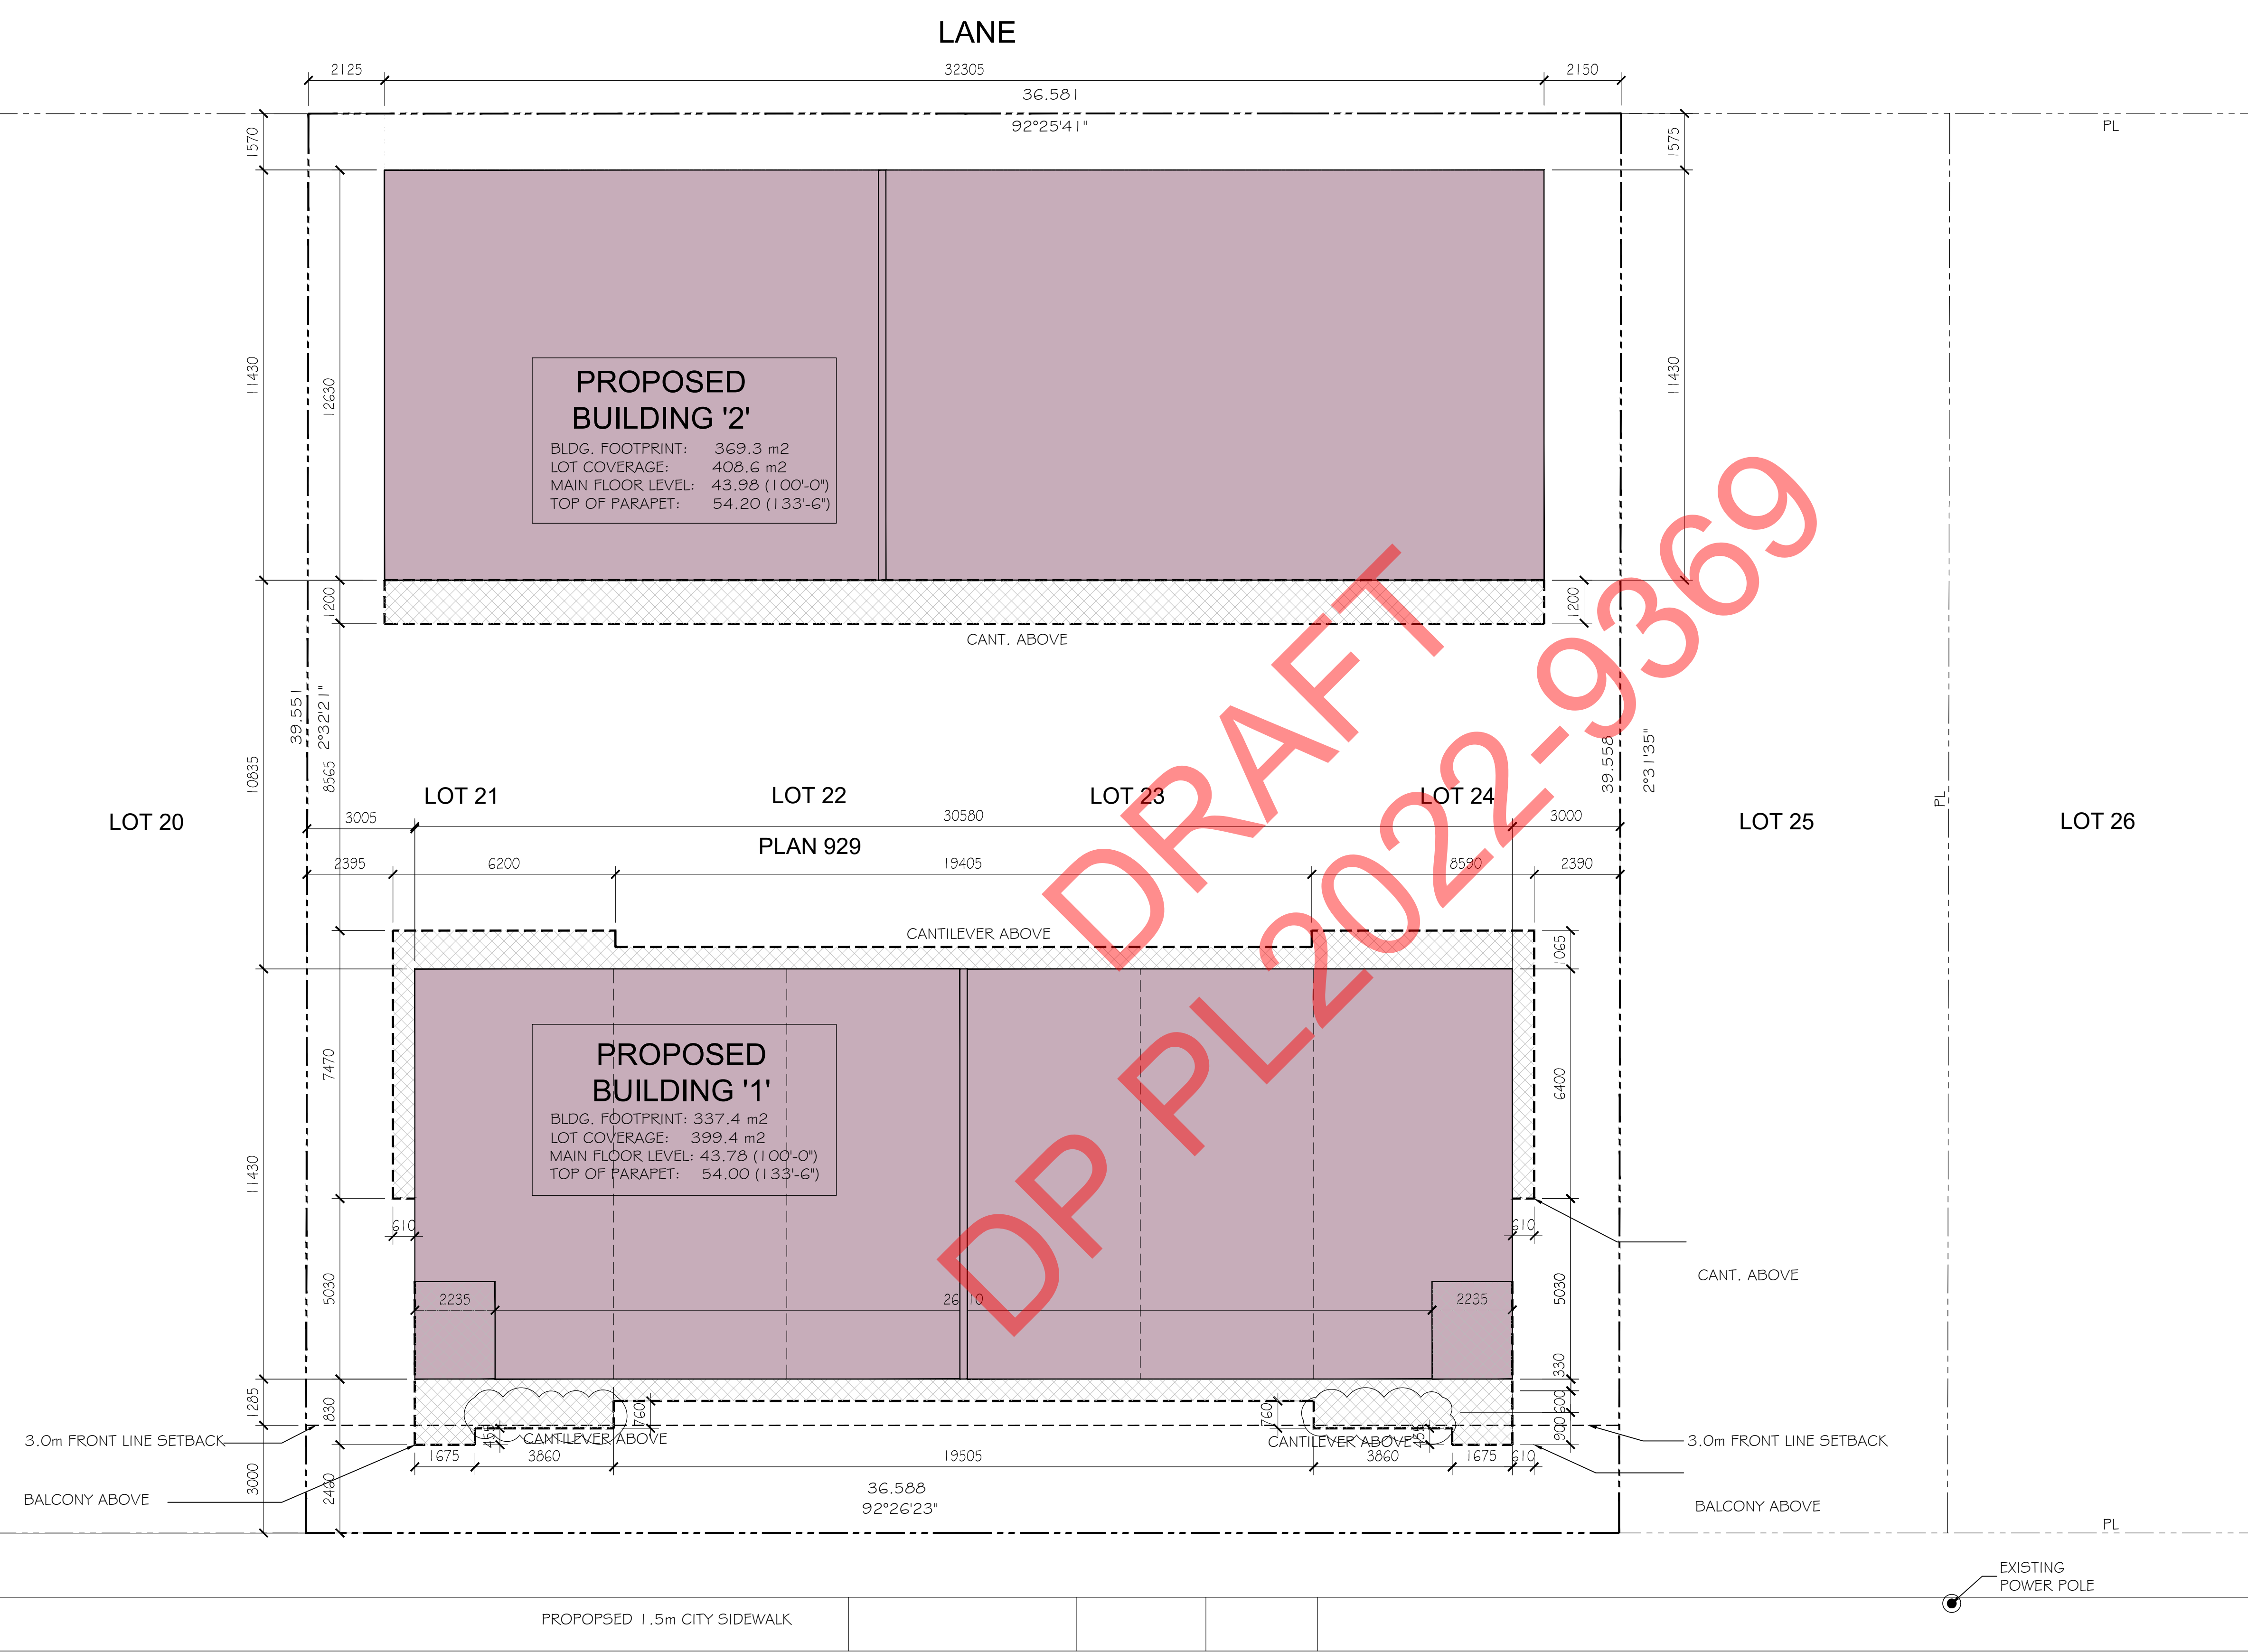 LANE
2125
32305
2150
36.581
92°25'41"
PL
1570
1575
11430
12630
11430
PROPOSED
BUILDING '2'
BLDG. FOOTPRINT: 369.3 m2
LOT COVERAGE: 408.6 m2
MAIN FLOOR LEVEL: 43.98 (100'-0")
TOP OF PARAPET: 54.20 (133'-6")
1200
1200
CANT. ABOVE
39.551
2°32'21"
39.558
2°31'35"
10835
8565
LOT 20
LOT 21
LOT 22
LOT 23
LOT 24
LOT 25
LOT 26
PL
3005
30580
3000
PLAN 929
2395
6200
19405
8590
2390
CANTILEVER ABOVE
1065
PROPOSED
BUILDING '1'
BLDG. FOOTPRINT: 337.4 m2
LOT COVERAGE: 399.4 m2
MAIN FLOOR LEVEL: 43.78 (100'-0")
TOP OF PARAPET: 54.00 (133'-6")
7470
6400
11430
610
610
CANT. ABOVE
5030
5030
2235
2235
330
1285
830
600
900
760
760
455
455
3.0m FRONT LINE SETBACK
CANTILEVER ABOVE
CANTILEVER ABOVE
3.0m FRONT LINE SETBACK
1675
3860
19505
3860
1675
610
3000
2460
36.588
92°26'23"
BALCONY ABOVE
BALCONY ABOVE
PL
EXISTING
POWER POLE
PROPOPSED 1.5m CITY SIDEWALK
DRAFT
DP PL2022-9369